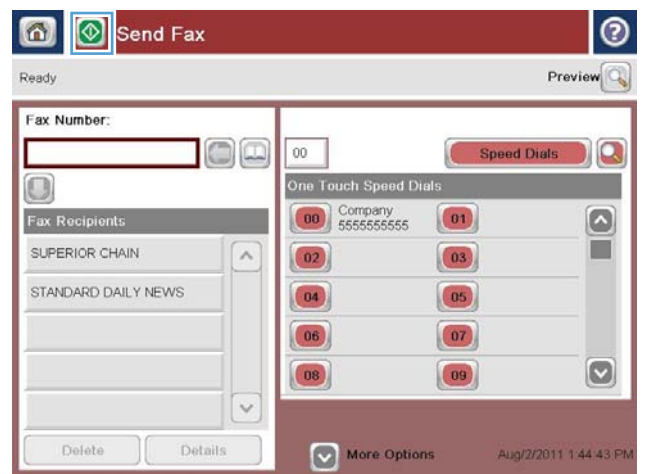 Send Fax
?
Ready
Preview
Fax Number:
00
Speed Dials
One Touch Speed Dials
Fax Recipients
00 Company 01
5555555555
SUPERIOR CHAIN
02 03
STANDARD DAILY NEWS
04 05
06 07
08 09
Delete Details
More Options Aug/2/2011 1:44:43 PM